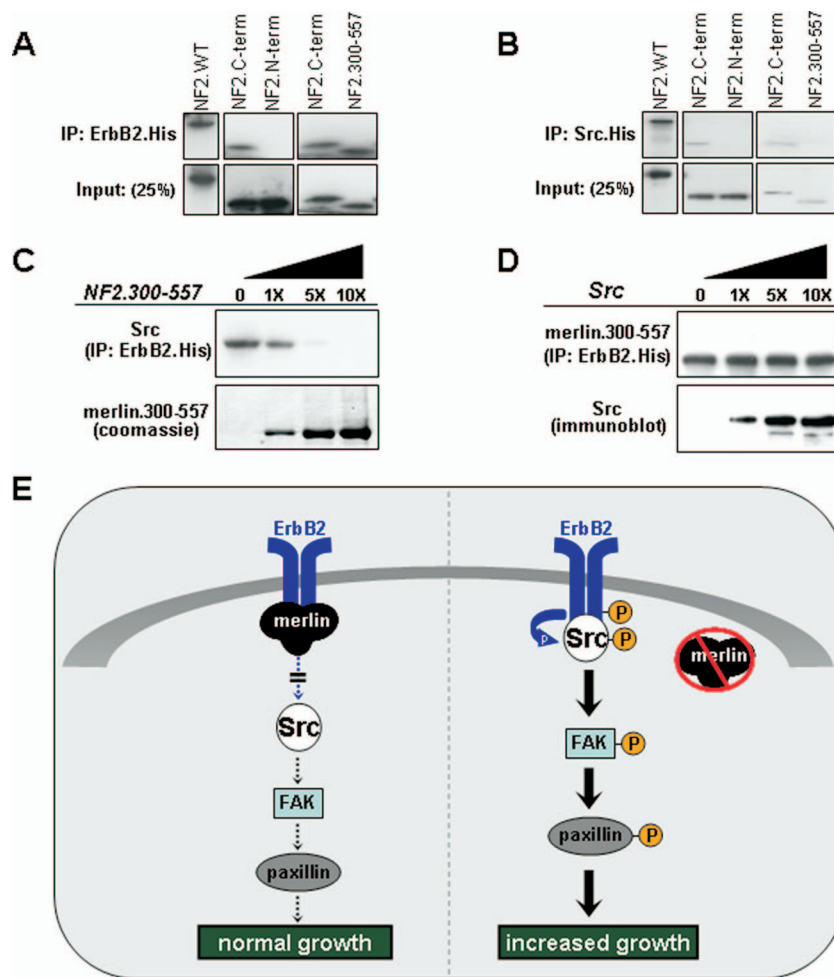 A
NF2.WT
NF2.C-term
NF2.N-term
NF2.C-term
NF2.300-557
IP: ErbB2.His
Input: (25%)
B
NF2.WT
NF2.C-term
NF2.N-term
NF2.C-term
NF2.300-557
IP: Src.His
Input: (25%)
C
NF2.300-557 0 1X 5X 10X
Src
(IP: ErbB2.His)
merlin.300-557
(coomassie)
D
Src 0 1X 5X 10X
merlin.300-557
(IP: ErbB2.His)
Src
(immunoblot)
E
ErbB2
merlin
Src
FAK
paxillin
normal growth
ErbB2
P
P
P
Src
merlin
FAK P
paxillin P
increased growth